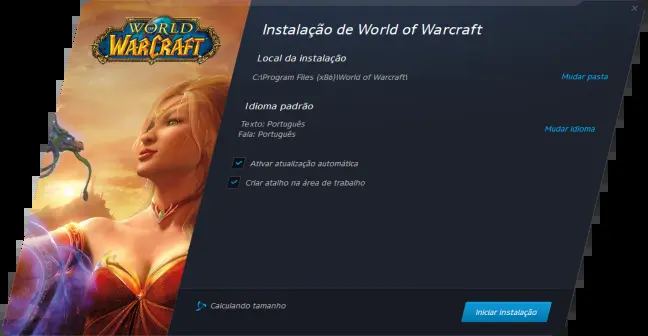 WORLD
OF
WARCRAFT
Instalação de World of Warcraft
Local da instalação
C:\Program Files (x86)\World of Warcraft\
Mudar pasta
Idioma padrão
Texto: Português
Fala: Português
Mudar idioma
Ativar atualização automática
Criar atalho na área de trabalho
Calculando tamanho
Iniciar instalação